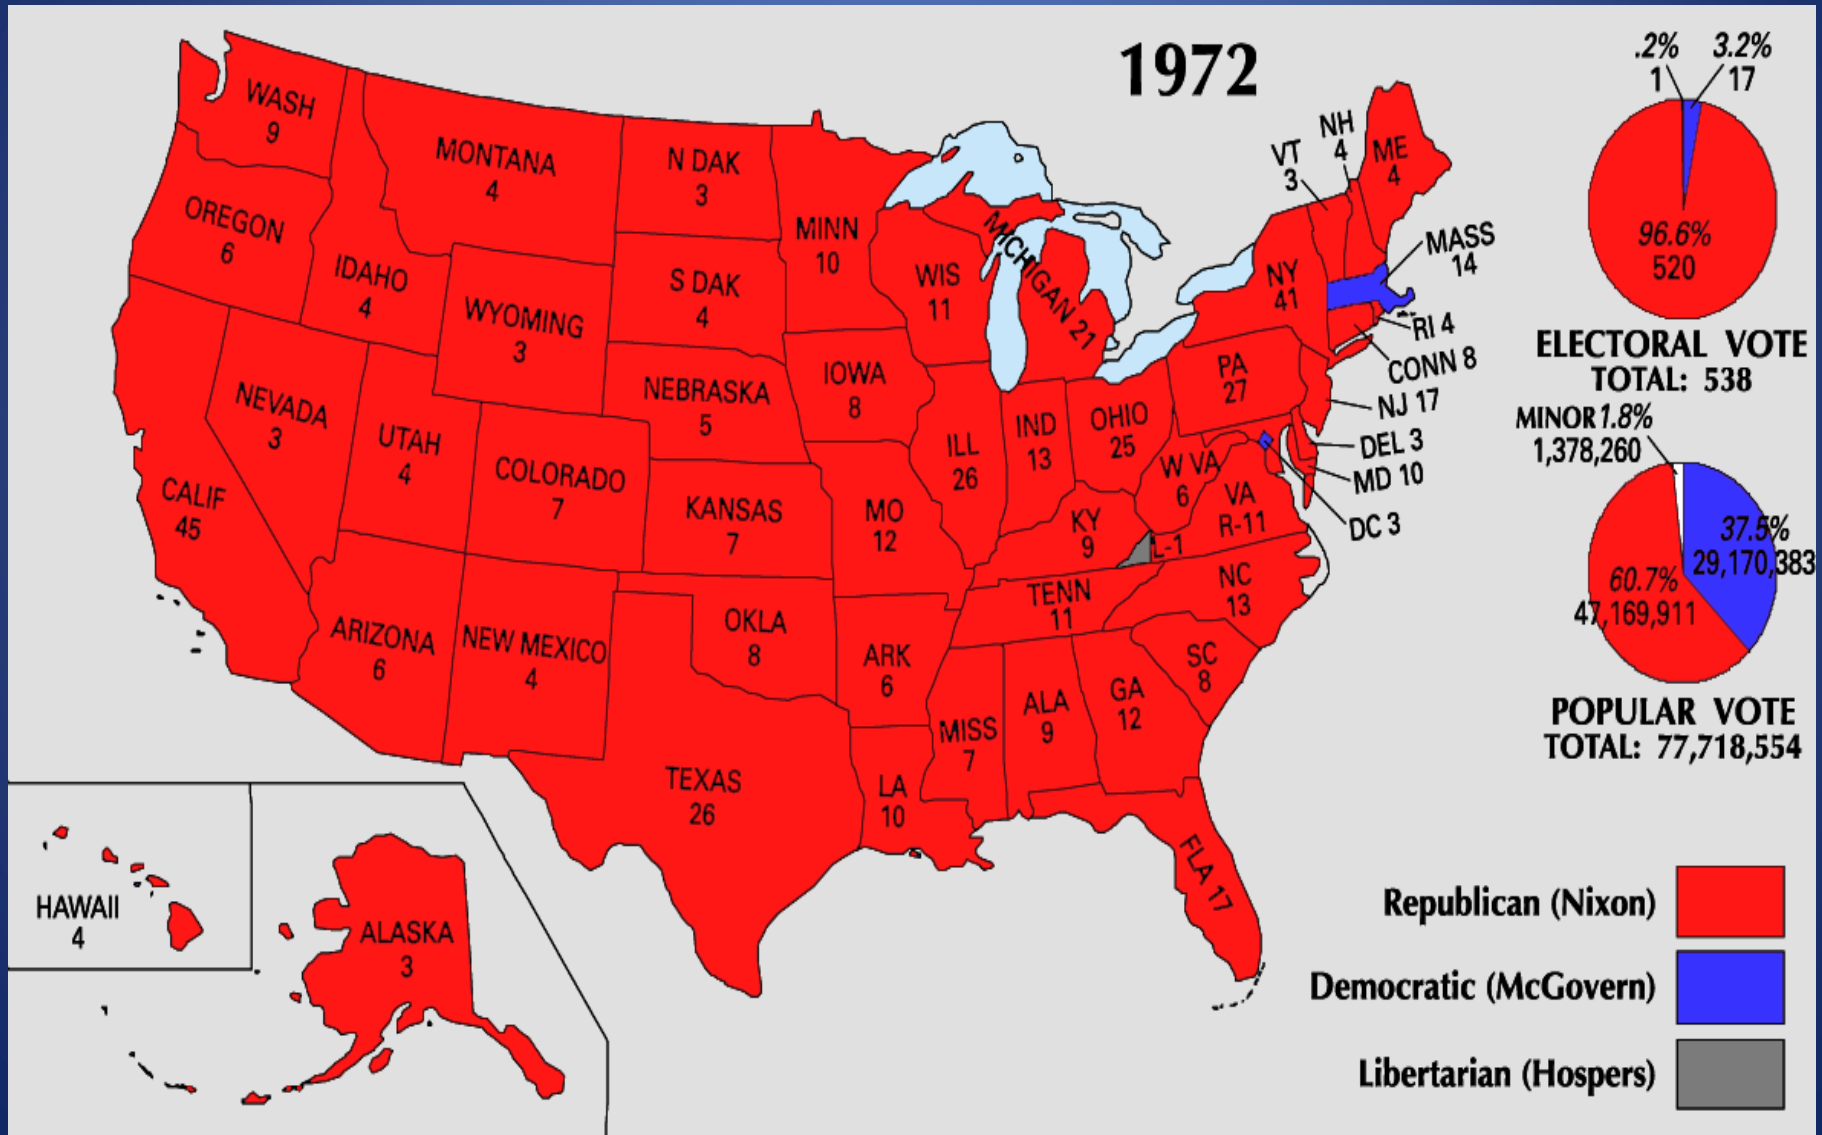 1972
WASH
9
OREGON
6
CALIF
45
IDAHO
4
NEVADA
3
MONTANA
4
WYOMING
3
UTAH
4
ARIZONA
6
COLORADO
7
NEW MEXICO
4
N DAK
3
S DAK
4
NEBRASKA
5
KANSAS
7
OKLA
8
TEXAS
26
MINN
10
IOWA
8
MO
12
ARK
6
LA
10
WIS
11
ILL
26
MICHIGAN 21
IND
13
OHIO
25
KY
9
TENN
11
MISS
7
ALA
9
GA
12
FLA 17
SC
8
NC
13
VA
R-11
L-1
W VA
6
PA
27
NY
41
VT
3
NH
4
ME
4
MASS
14
RI 4
CONN 8
NJ 17
DEL 3
MD 10
DC 3
HAWAII
4
ALASKA
3
.2%
1
3.2%
17
96.6%
520
ELECTORAL VOTE
TOTAL: 538
MINOR 1.8%
1,378,260
37.5%
29,170,383
60.7%
47,169,911
POPULAR VOTE
TOTAL: 77,718,554
Republican (Nixon)
Democratic (McGovern)
Libertarian (Hospers)